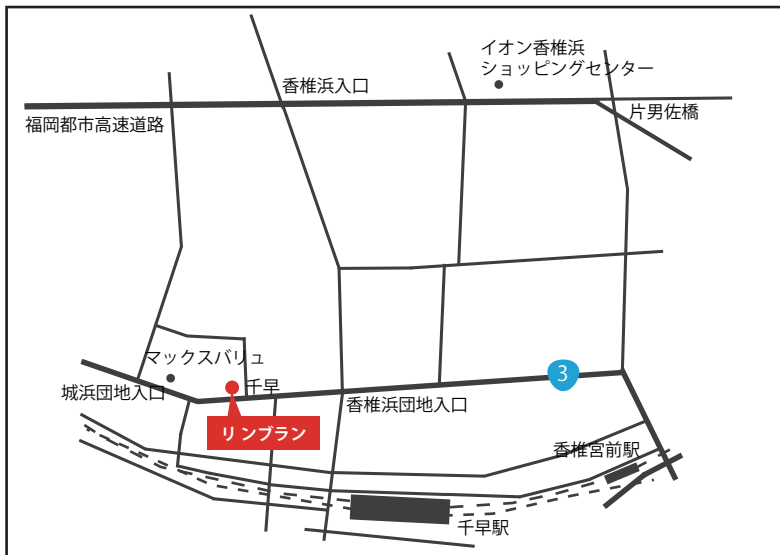 イオン香椎浜
ショッピングセンター
香椎浜入口
片男佐橋
福岡都市高速道路
マックスバリュ
城浜団地入口
千早
3
香椎浜団地入口
リンブラン
香椎宮前駅
千早駅